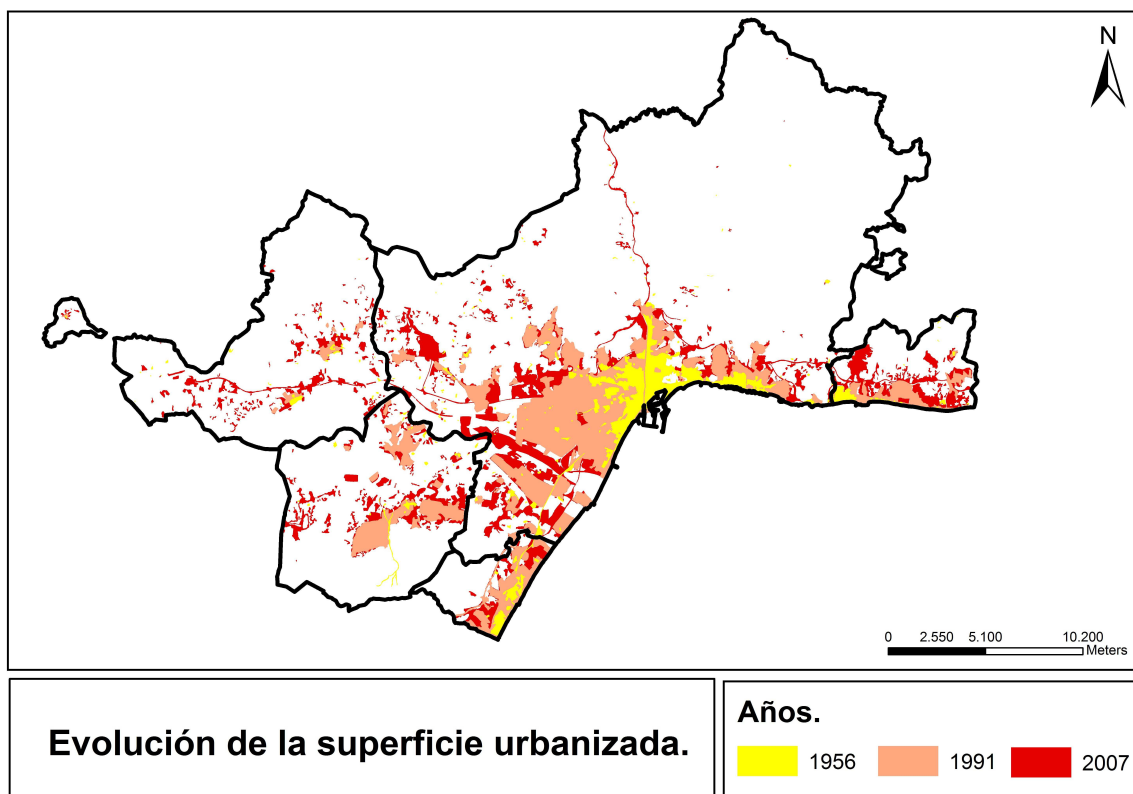 N
0 2.550 5.100 10.200
Meters
Evolución de la superficie urbanizada.
Años.
1956 1991 2007